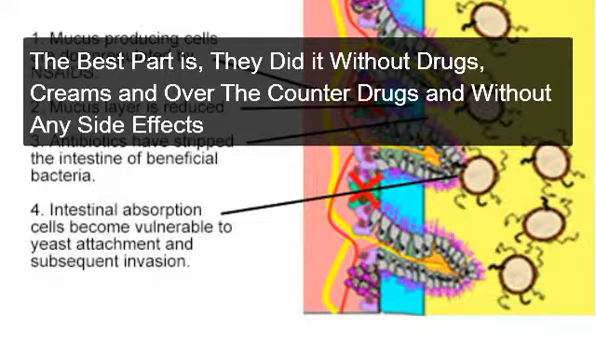 1. Mucus producing cells
The Best Part is, They Did it Without Drugs,
NSAIDS.
Creams and Over The Counter Drugs and Without
2. Mucus layer is reduced
Any Side Effects
3. Antibiotics have stripped
the intestine of beneficial
bacteria.
4. Intestinal absorption
cells become vulnerable to
yeast attachment and
subsequent invasion.